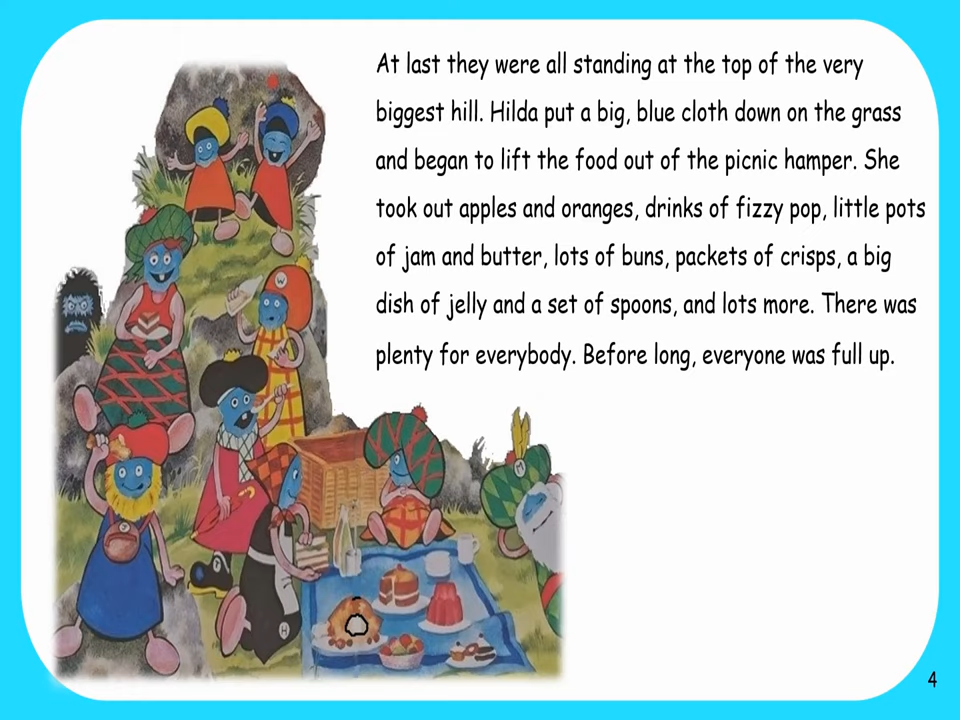 At last they were all standing at the top of the very
biggest hill. Hilda put a big, blue cloth down on the grass
and began to lift the food out of the picnic hamper. She
took out apples and oranges, drinks of fizzy pop, little pots
of jam and butter, lots of buns, packets of crisps, a big
dish of jelly and a set of spoons, and lots more. There was
plenty for everybody. Before long, everyone was full up.
W
M
H
4